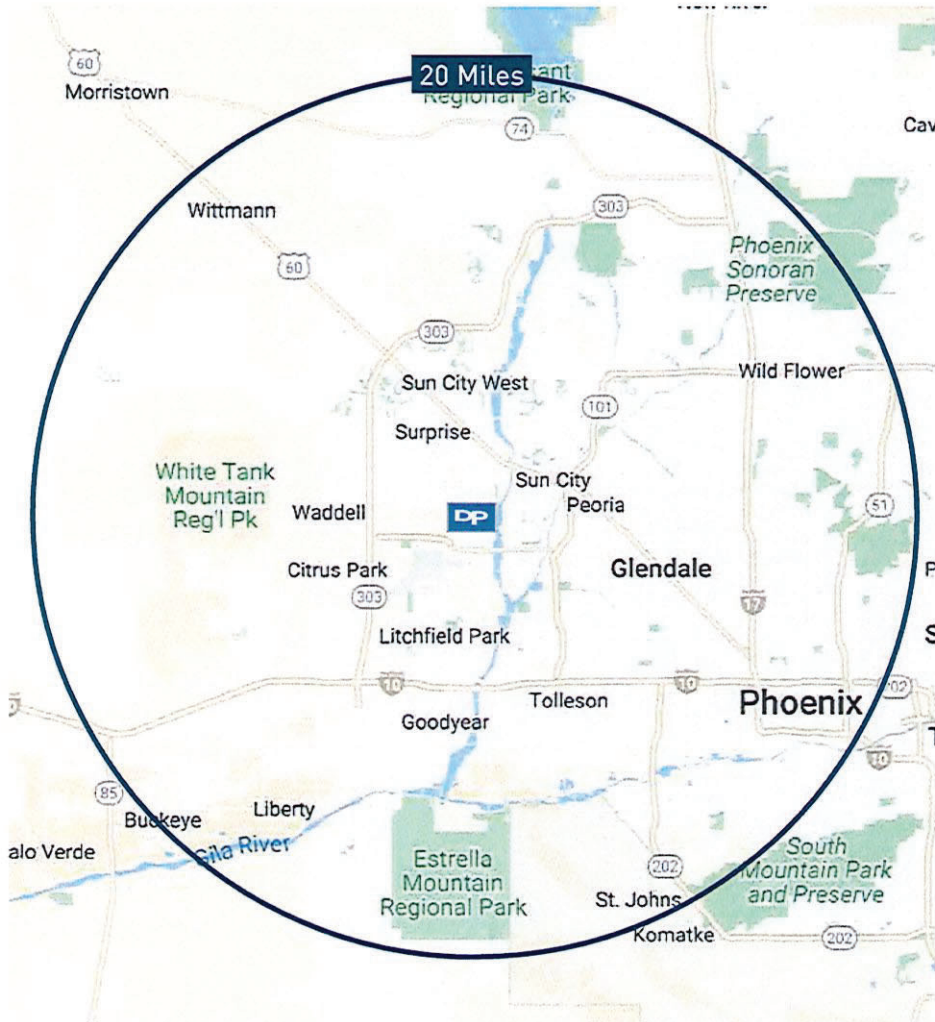 20 Miles
Regional Park
60
Morristown
74
Cav
Wittmann
303
60
Phoenix
Sonoran
Preserve
303
Sun City West
Wild Flower
101
Surprise
White Tank
Mountain
Reg'l Pk
Sun City
Peoria
Waddell
DP
51
Citrus Park
Glendale
303
17
Litchfield Park
10
10
Tolleson
202
Phoenix
Goodyear
10
85
Buckeye
Liberty
alo Verde
Gila River
Estrella
Mountain
Regional Park
South
Mountain Park
and Preserve
202
St. Johns
Komatke
202